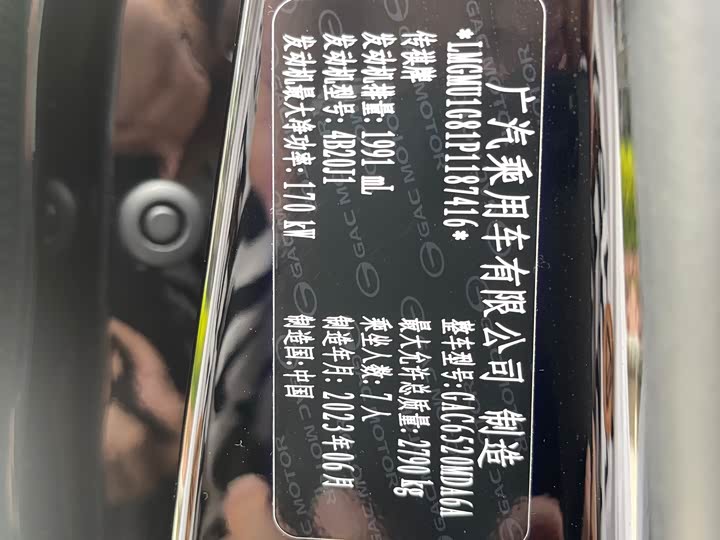 广汽乘用车有限公司 制造
*LMGMU1G81P1187416*
整车型号:GAC6520MDA6A
传祺牌
最大允许总质量:2790 kg
发动机排量:1991 mL
乘坐人数:7人
发动机型号:4B20J1
制造年月:2023年06月
发动机最大净功率:170 kW
制造国:中国
GAC MOTOR